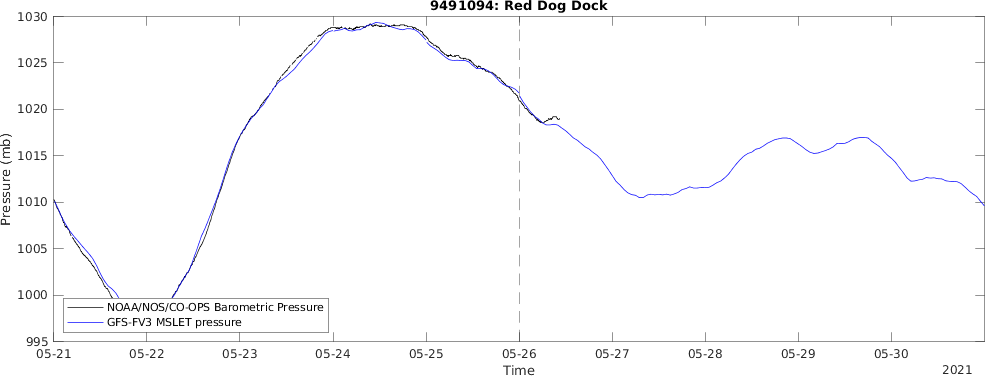 9491094: Red Dog Dock
1030
1025
1020
1015
1010
1005
1000
995
Pressure (mb)
NOAA/NOS/CO-OPS Barometric Pressure
GFS-FV3 MSLET pressure
05-21 05-22 05-23 05-24 05-25 05-26 05-27 05-28 05-29 05-30
Time
2021